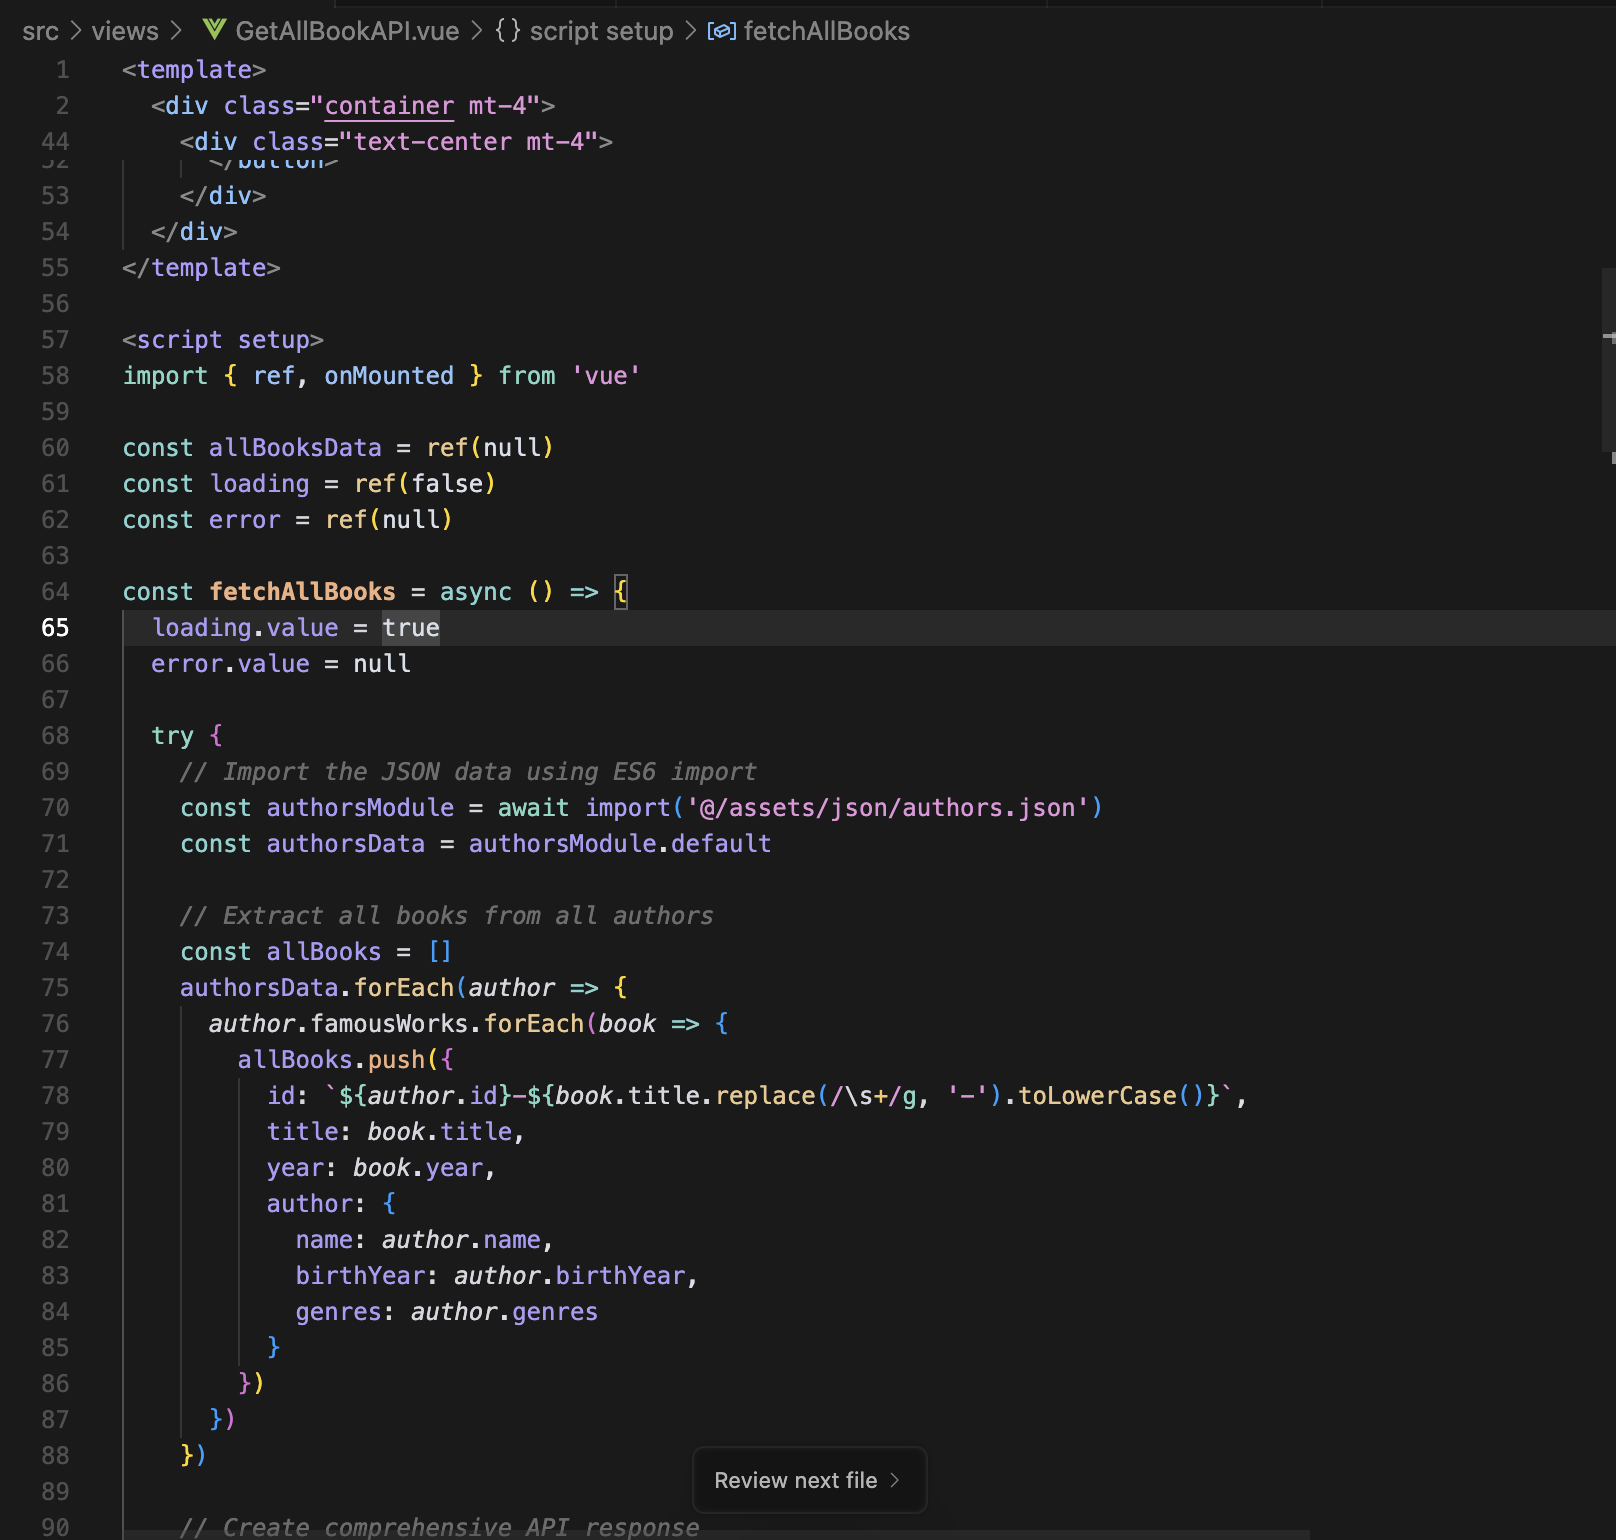 src > views > GetAllBookAPI.vue > {} script setup > fetchAllBooks
1 <template>
2   <div class="container mt-4">
44     <div class="text-center mt-4">
52       </button>
53     </div>
54   </div>
55 </template>
56
57 <script setup>
58 import { ref, onMounted } from 'vue'
59
60 const allBooksData = ref(null)
61 const loading = ref(false)
62 const error = ref(null)
63
64 const fetchAllBooks = async () => {
65   loading.value = true
66   error.value = null
67
68   try {
69     // Import the JSON data using ES6 import
70     const authorsModule = await import('@/assets/json/authors.json')
71     const authorsData = authorsModule.default
72
73     // Extract all books from all authors
74     const allBooks = []
75     authorsData.forEach(author => {
76       author.famousWorks.forEach(book => {
77         allBooks.push({
78           id: `${author.id}-${book.title.replace(/\s+/g, '-').toLowerCase()}`,
79           title: book.title,
80           year: book.year,
81           author: {
82             name: author.name,
83             birthYear: author.birthYear,
84             genres: author.genres
85           }
86         })
87       })
88     })
Review next file >
89
90     // Create comprehensive API response